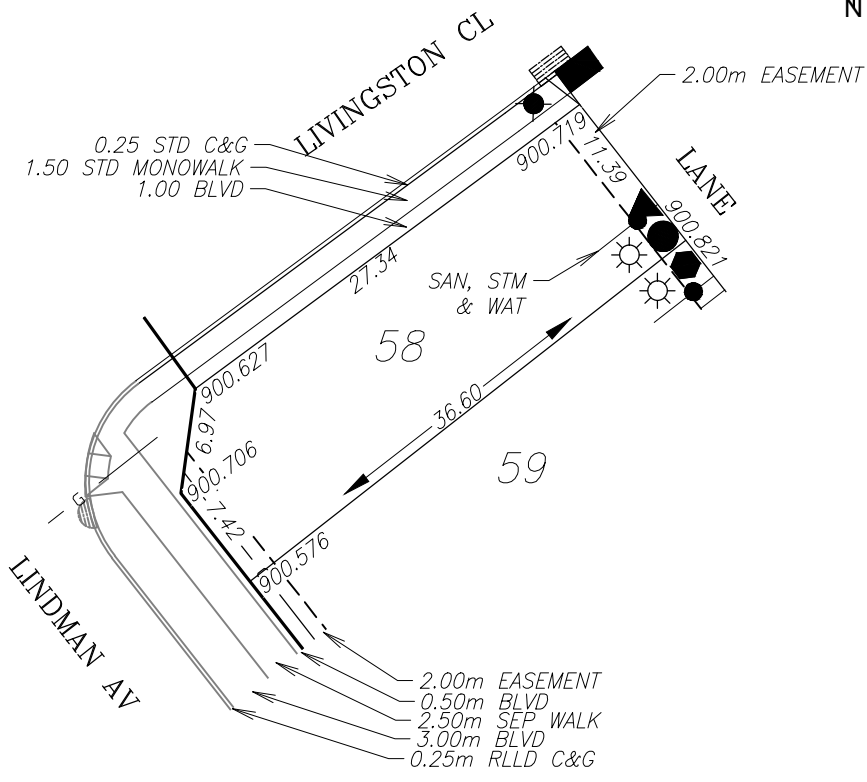 N
LIVINGSTON CL
2.00m EASEMENT
0.25 STD C&G
1.50 STD MONOWALK
1.00 BLVD
900.719
11.39
LANE
900.821
27.34
SAN, STM
& WAT
58
900.627
36.60
6.97
59
900.706
G
7.42
900.576
LINDMAN AV
2.00m EASEMENT
0.50m BLVD
2.50m SEP WALK
3.00m BLVD
0.25m RLLD C&G